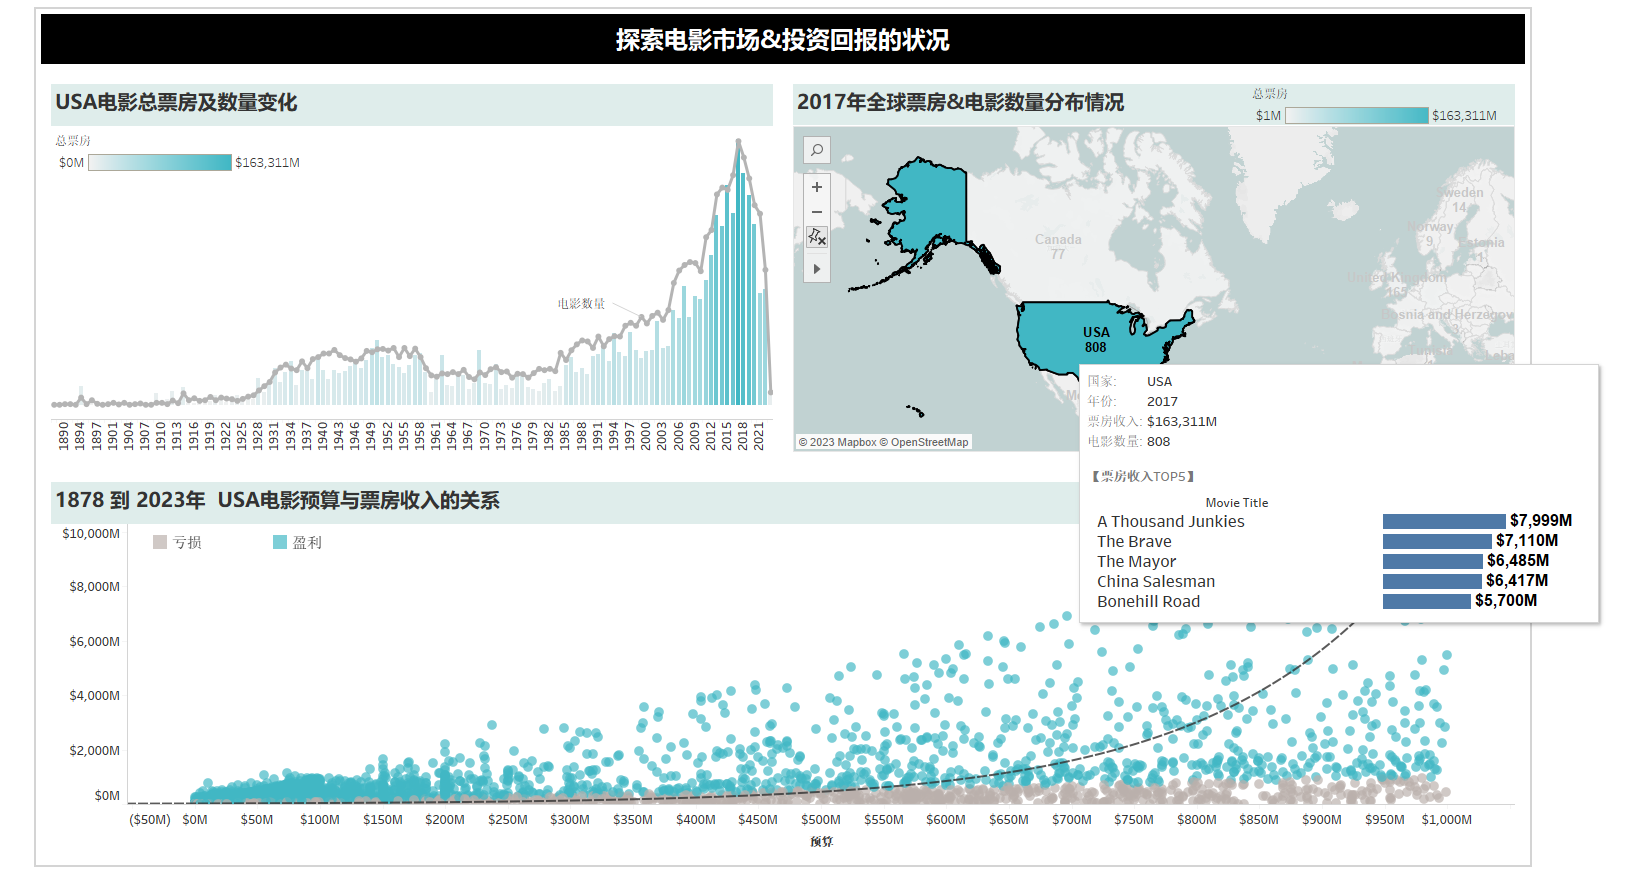 探索电影市场&投资回报的状况
USA电影总票房及数量变化
总票房
$0M $163,311M
电影数量
1890 1894 1897 1901 1904 1907 1910 1913 1916 1919 1922 1925 1928 1931 1934 1937 1940 1943 1946 1949 1952 1955 1958 1961 1964 1967 1970 1973 1976 1979 1982 1985 1988 1991 1994 1997 2000 2003 2006 2009 2012 2015 2018 2021
2017年全球票房&电影数量分布情况
总票房
$1M $163,311M
Sweden
14
Norway
9
Estonia
1
Canada
77
United Kingdom
165
Bosnia and Herzegov
3
USA
808
© 2023 Mapbox © OpenStreetMap
国家: USA
年份: 2017
票房收入: $163,311M
电影数量: 808
【票房收入TOP5】
Movie Title
A Thousand Junkies $7,999M
The Brave $7,110M
The Mayor $6,485M
China Salesman $6,417M
Bonehill Road $5,700M
1878 到 2023年 USA电影预算与票房收入的关系
亏损 盈利
$10,000M
$8,000M
$6,000M
$4,000M
$2,000M
$0M
($50M) $0M $50M $100M $150M $200M $250M $300M $350M $400M $450M $500M $550M $600M $650M $700M $750M $800M $850M $900M $950M $1,000M
预算